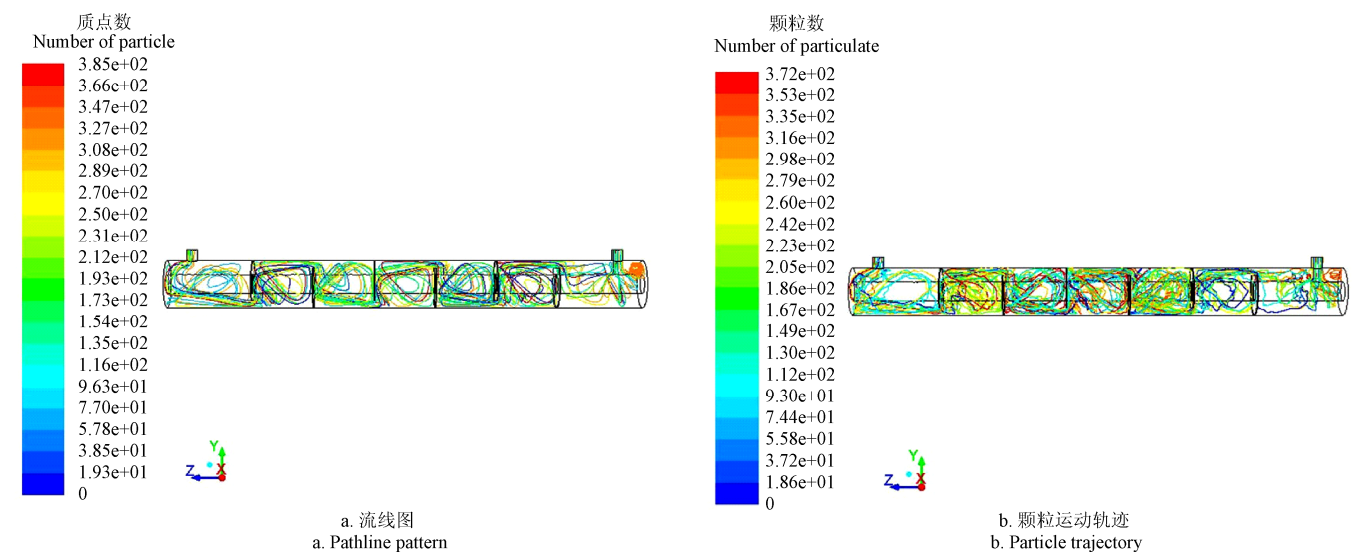 质点数
Number of particle
3.85e+02
3.66c+02
3.47e+02
3.27e+02
3.08e+02
2.89e+02
2.70e+02
2.50e+02
2.31e+02
2.12e+02
1.93e+02
1.73e+02
1.54e+02
1.35e+02
1.16e+02
9.63e+01
7.70e+01
5.78e+01
3.85e+01
1.93e+01
0
Y
Z
X
a. 流线图
a. Pathline pattern
颗粒数
Number of particulate
3.72e+02
3.53e+02
3.35e+02
3.16e+02
2.98e+02
2.79e+02
2.60e+02
2.42e+02
2.23e+02
2.05e+02
1.86e+02
1.67e+02
1.49e+02
1.30e+02
1.12e+02
9.30e+01
7.44e+01
5.58e+01
3.72e+01
1.86e+01
0
Y
Z
X
b. 颗粒运动轨迹
b. Particle trajectory